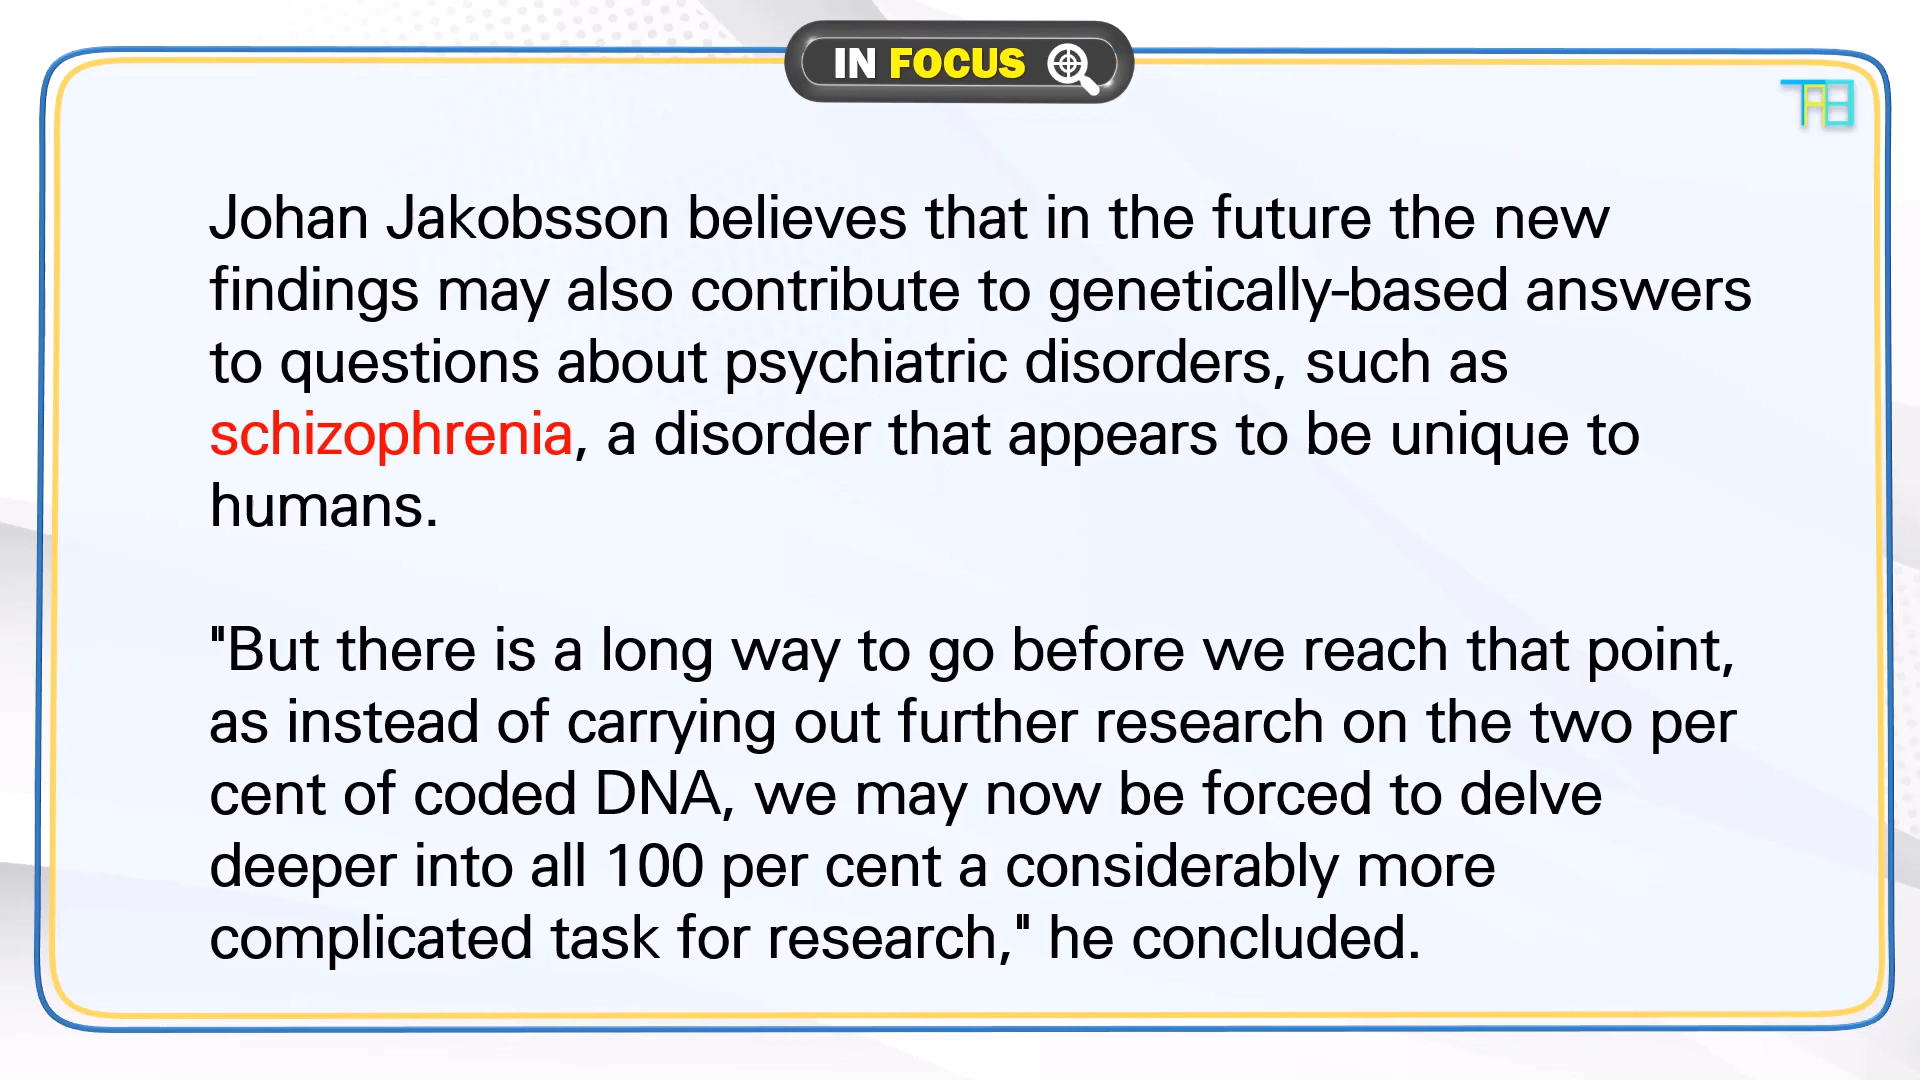 IN FOCUS
TAB
Johan Jakobsson believes that in the future the new
findings may also contribute to genetically-based answers
to questions about psychiatric disorders, such as
schizophrenia, a disorder that appears to be unique to
humans.
"But there is a long way to go before we reach that point,
as instead of carrying out further research on the two per
cent of coded DNA, we may now be forced to delve
deeper into all 100 per cent a considerably more
complicated task for research," he concluded.